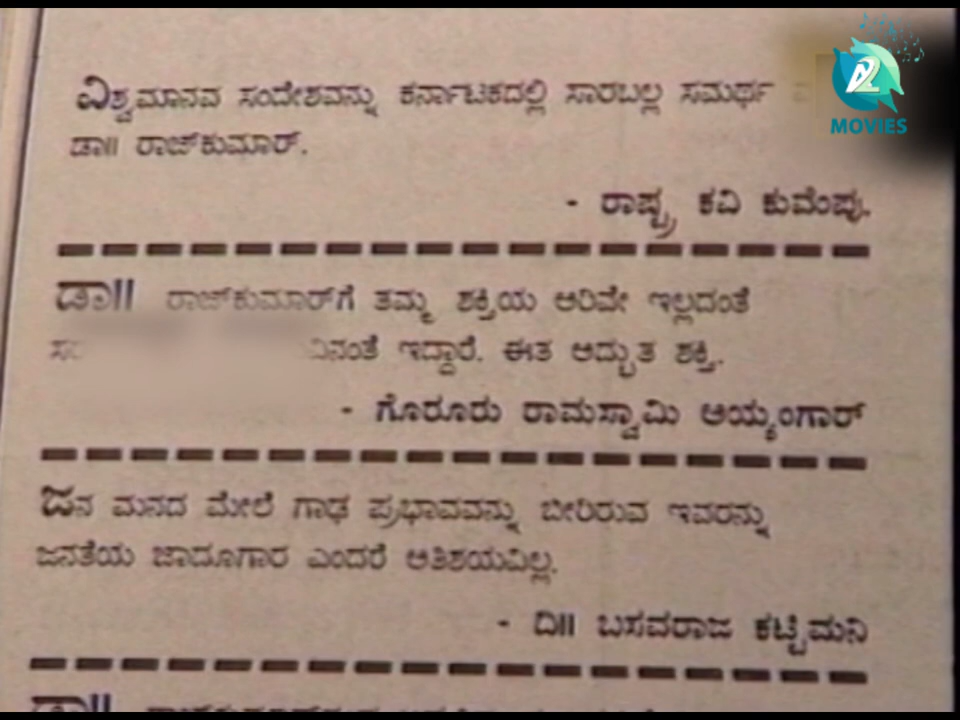 MOVIES
ವಿಶ್ವಮಾನವ ಸಂದೇಶವನ್ನು ಕರ್ನಾಟಕದಲ್ಲಿ ಸಾರಬಲ್ಲ ಸಮರ್ಥ
ಡಾ॥ ರಾಜ್‌ಕುಮಾರ್.
- ರಾಷ್ಟ್ರ ಕವಿ ಕುವೆಂಪು.
ಡಾ॥ ರಾಜ್‌ಕುಮಾರ್‌ಗೆ ತಮ್ಮ ಶಕ್ತಿಯ ಅರಿವೇ ಇಲ್ಲದಂತೆ
ಇದ್ದಾರೆ. ಈತ ಅದ್ಭುತ ಶಕ್ತಿ.
- ಗೊರೂರು ರಾಮಸ್ವಾಮಿ ಅಯ್ಯಂಗಾರ್
ಜನ ಮನದ ಮೇಲೆ ಗಾಢ ಪ್ರಭಾವವನ್ನು ಬೀರಿರುವ ಇವರನ್ನು
ಜನತೆಯ ಜಾದೂಗಾರ ಎಂದರೆ ಅತಿಶಯವಿಲ್ಲ.
- ದಿ॥ ಬಸವರಾಜ ಕಟ್ಟಿಮನಿ
ಡಾ॥